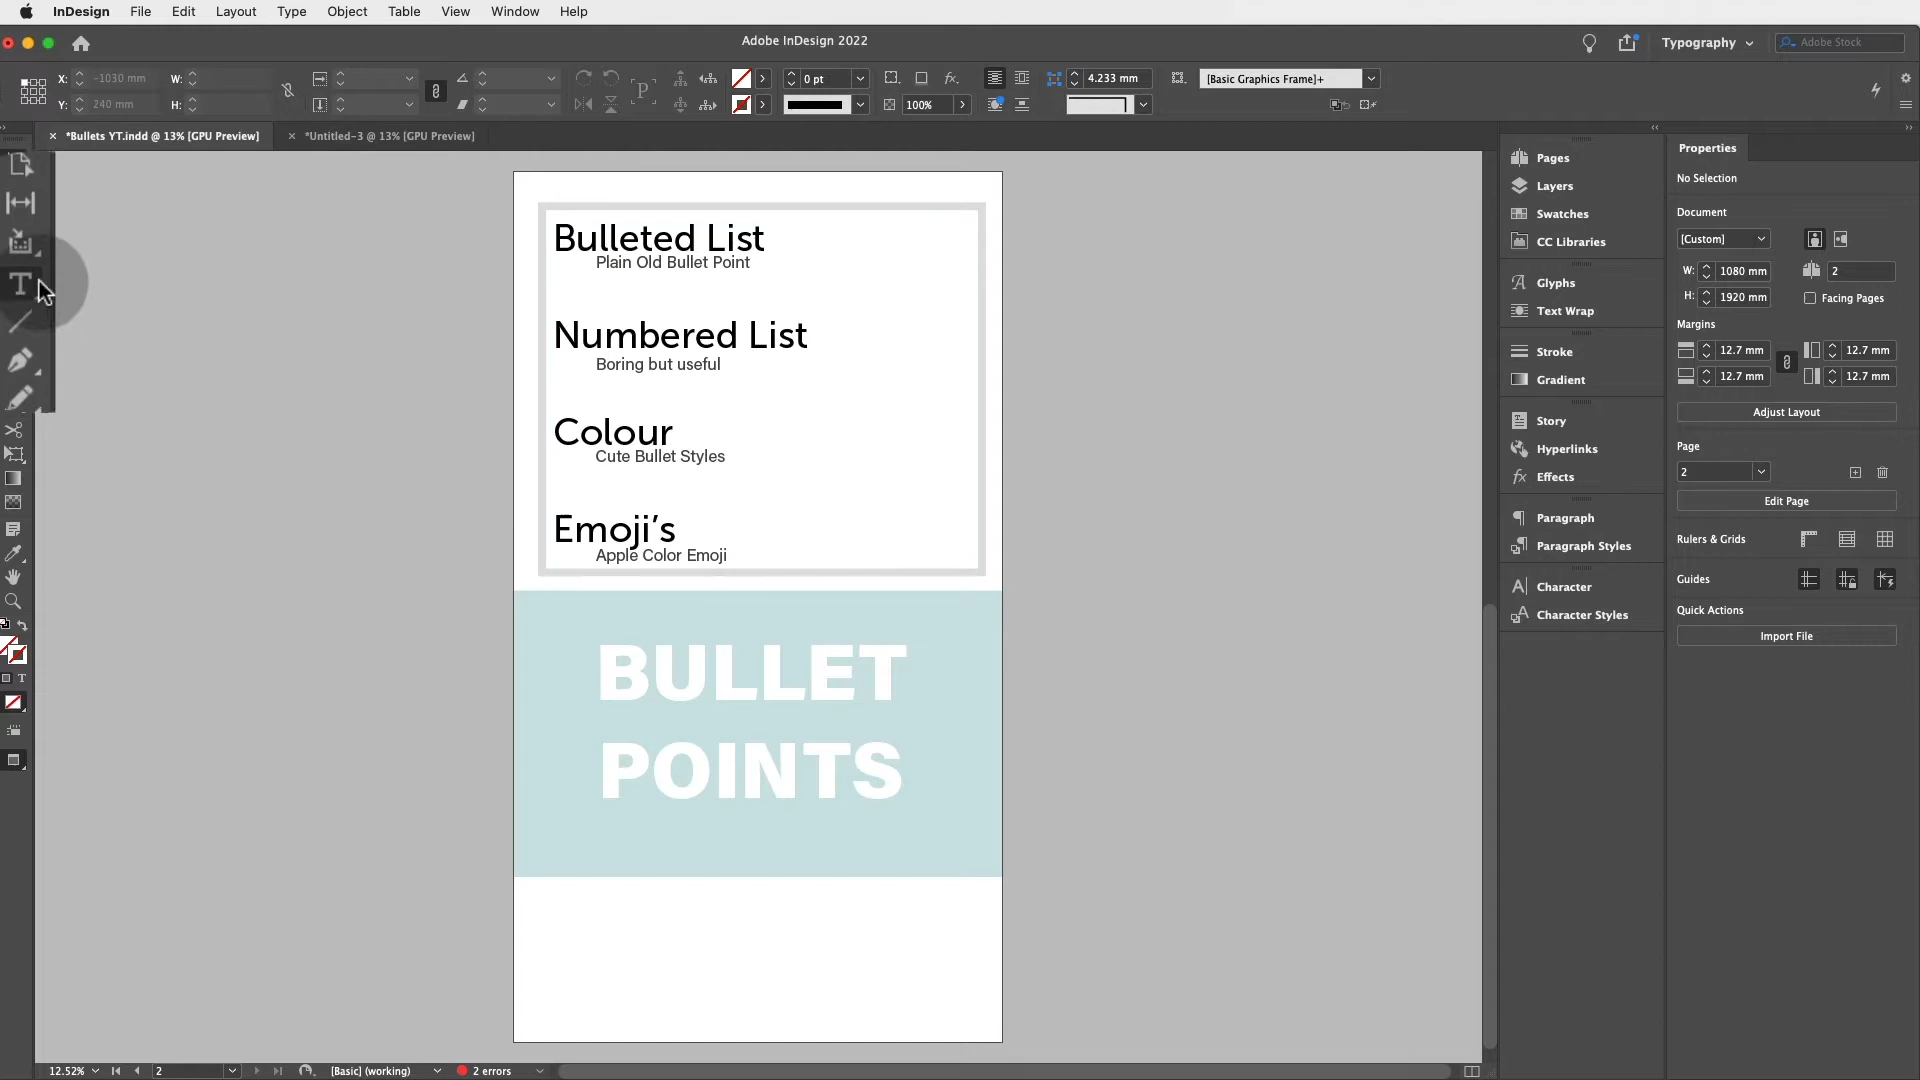 InDesign File Edit Layout Type Object Table View Window Help
Adobe InDesign 2022
Typography
Adobe Stock
X: -1030 mm W:
0 pt
4.233 mm
[Basic Graphics Frame]+
Y: 240 mm H:
100%
*Bullets YT.indd @ 13% [GPU Preview]
*Untitled-3 @ 13% [GPU Preview]
Bulleted List
Plain Old Bullet Point
Numbered List
Boring but useful
Colour
Cute Bullet Styles
Emoji’s
Apple Color Emoji
BULLET
POINTS
Pages
Layers
Swatches
CC Libraries
Glyphs
Text Wrap
Stroke
Gradient
Story
Hyperlinks
Effects
Paragraph
Paragraph Styles
Character
Character Styles
Properties
No Selection
Document
[Custom]
W: 1080 mm 2
H: 1920 mm Facing Pages
Margins
12.7 mm 12.7 mm
12.7 mm 12.7 mm
Adjust Layout
Page
2
Edit Page
Rulers & Grids
Guides
Quick Actions
Import File
12.52% 2 [Basic] (working) 2 errors